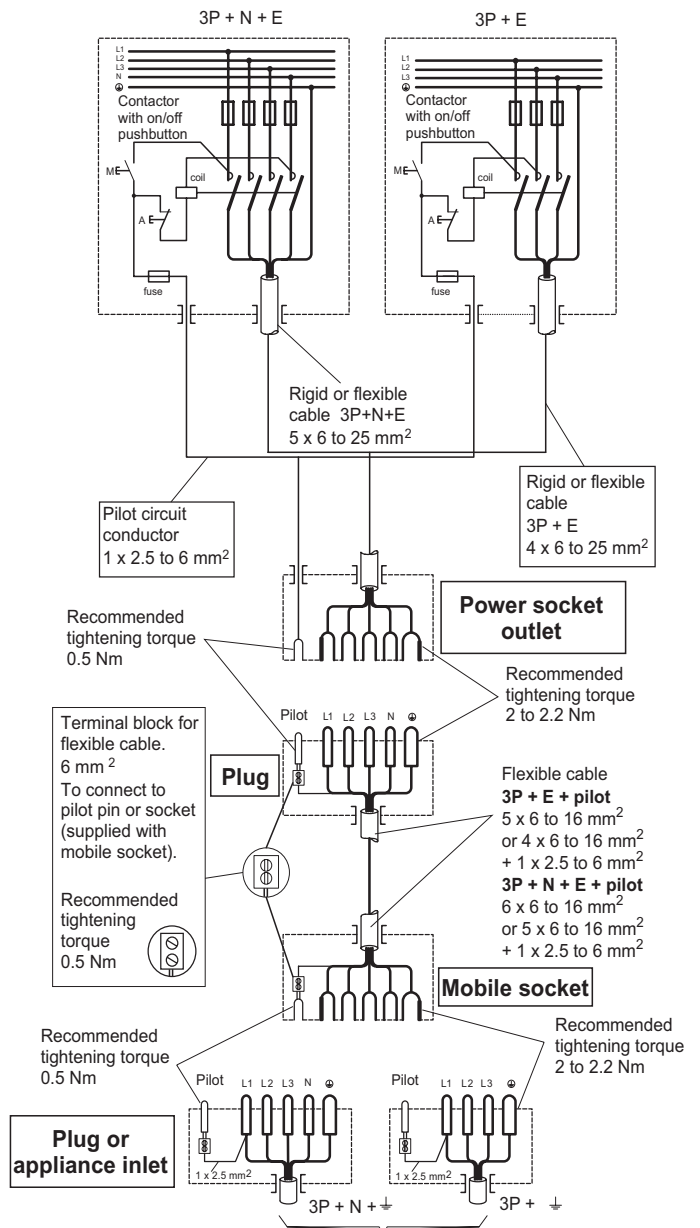 3P + N + E
3P + E
L1
L2
L3
N
Contactor
with on/off
pushbutton
M
coil
A
fuse
L1
L2
L3
Contactor
with on/off
pushbutton
M
coil
A
fuse
Rigid or flexible
cable 3P+N+E
5 x 6 to 25 mm²
Pilot circuit
conductor
1 x 2.5 to 6 mm²
Rigid or flexible
cable
3P + E
4 x 6 to 25 mm²
Recommended
tightening torque
0.5 Nm
Power socket
outlet
Recommended
tightening torque
2 to 2.2 Nm
Terminal block for
flexible cable.
6 mm ²
To connect to
pilot pin or socket
(supplied with
mobile socket).
Recommended
tightening
torque
0.5 Nm
Pilot L1 L2 L3 N
Plug
Flexible cable
3P + E + pilot
5 x 6 to 16 mm²
or 4 x 6 to 16 mm²
+ 1 x 2.5 to 6 mm²
3P + N + E + pilot
6 x 6 to 16 mm²
or 5 x 6 to 16 mm²
+ 1 x 2.5 to 6 mm²
Mobile socket
Recommended
tightening torque
0.5 Nm
Recommended
tightening torque
2 to 2.2 Nm
Pilot L1 L2 L3 N
Pilot L1 L2 L3
Plug or
appliance inlet
1 x 2.5 mm²
1 x 2.5 mm²
3P + N + ⏚
3P + ⏚